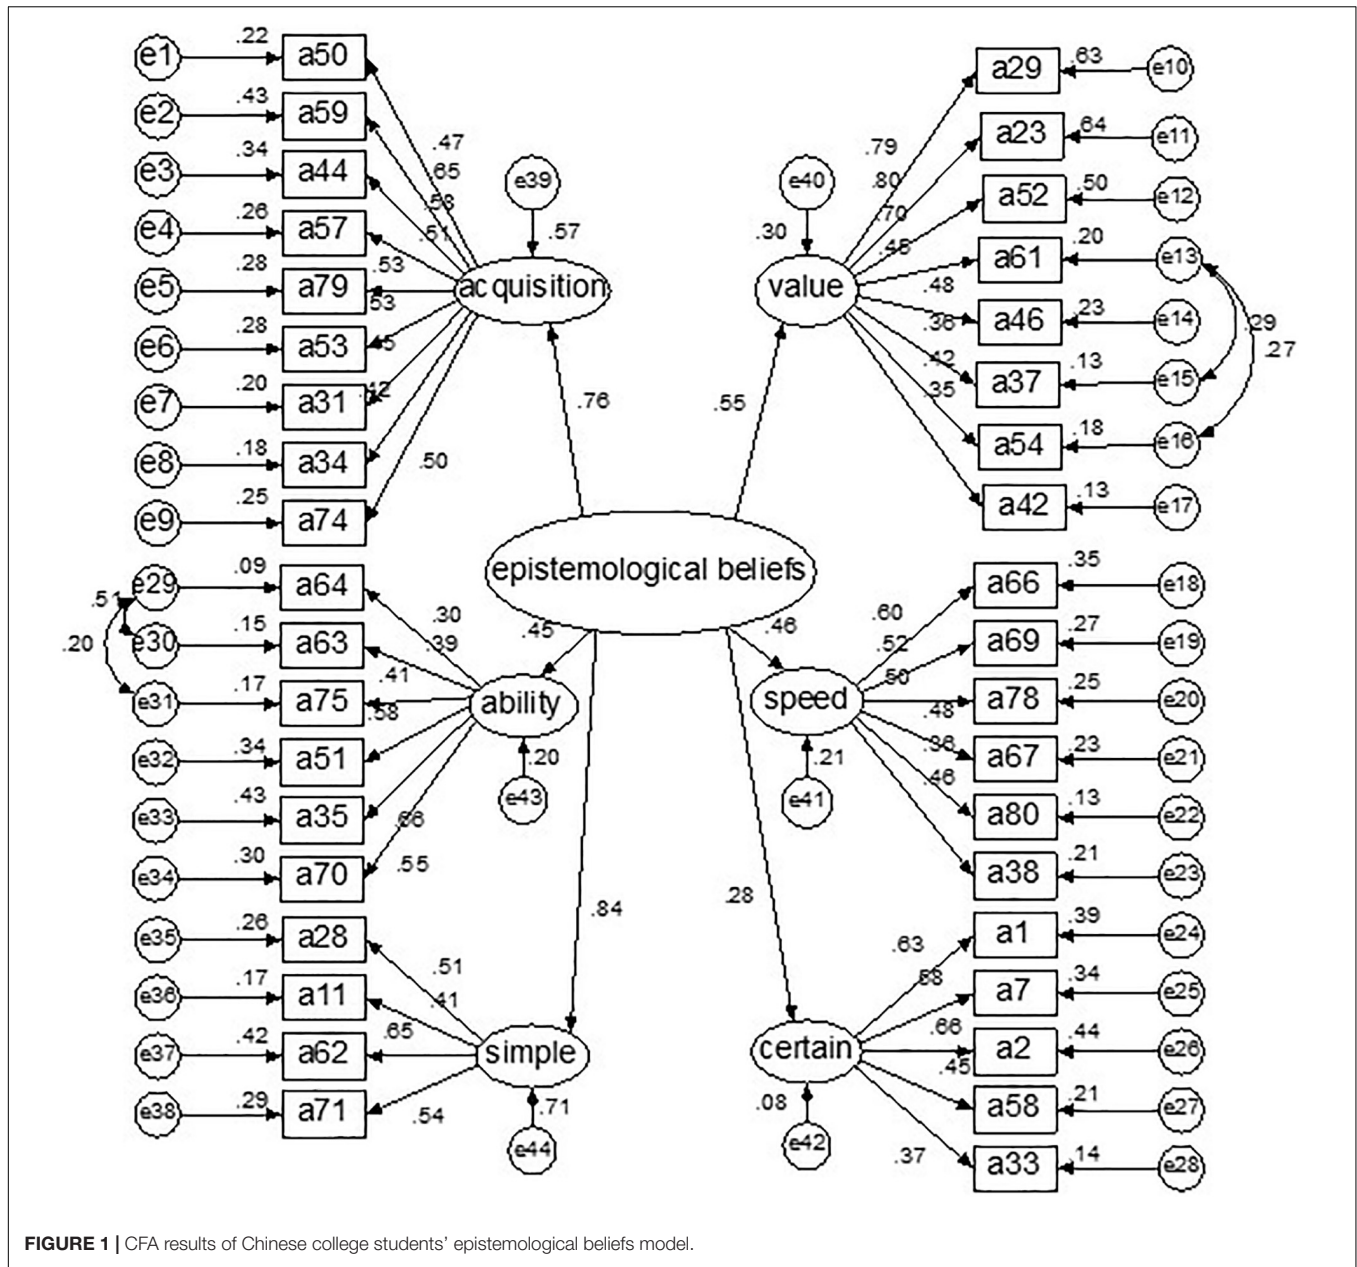 e1 .22 a50
e2 .43 a59
e3 .34 a44
e4 .26 a57
e5 .28 a79
e6 .28 a53
e7 .20 a31
e8 .18 a34
e9 .25 a74
.47
.65
.58
.51
.53
.53
.42
.50
e39
.57
acquisition
.76
a29 .63 e10
a23 .64 e11
a52 .50 e12
a61 .20 e13
a46 .23 e14
a37 .13 e15
a54 .18 e16
a42 .13 e17
.29
.27
.79
.80
.70
.45
.48
.36
.42
.35
e40
.30
value
.55
epistemological beliefs
e29 .09 a64
e30 .15 a63
e31 .17 a75
e32 .34 a51
e33 .43 a35
e34 .30 a70
.51
.20
.30
.39
.41
.58
.66
.55
.45
ability
.20
e43
a66 .35 e18
a69 .27 e19
a78 .25 e20
a67 .23 e21
a80 .13 e22
a38 .21 e23
.60
.52
.50
.48
.36
.46
.46
speed
.21
e41
e35 .26 a28
e36 .17 a11
e37 .42 a62
e38 .29 a71
.51
.41
.65
.54
.84
simple
.71
e44
a1 .39 e24
a7 .34 e25
a2 .44 e26
a58 .21 e27
a33 .14 e28
.63
.58
.66
.45
.37
.28
certain
.08
e42
FIGURE 1 | CFA results of Chinese college students' epistemological beliefs model.